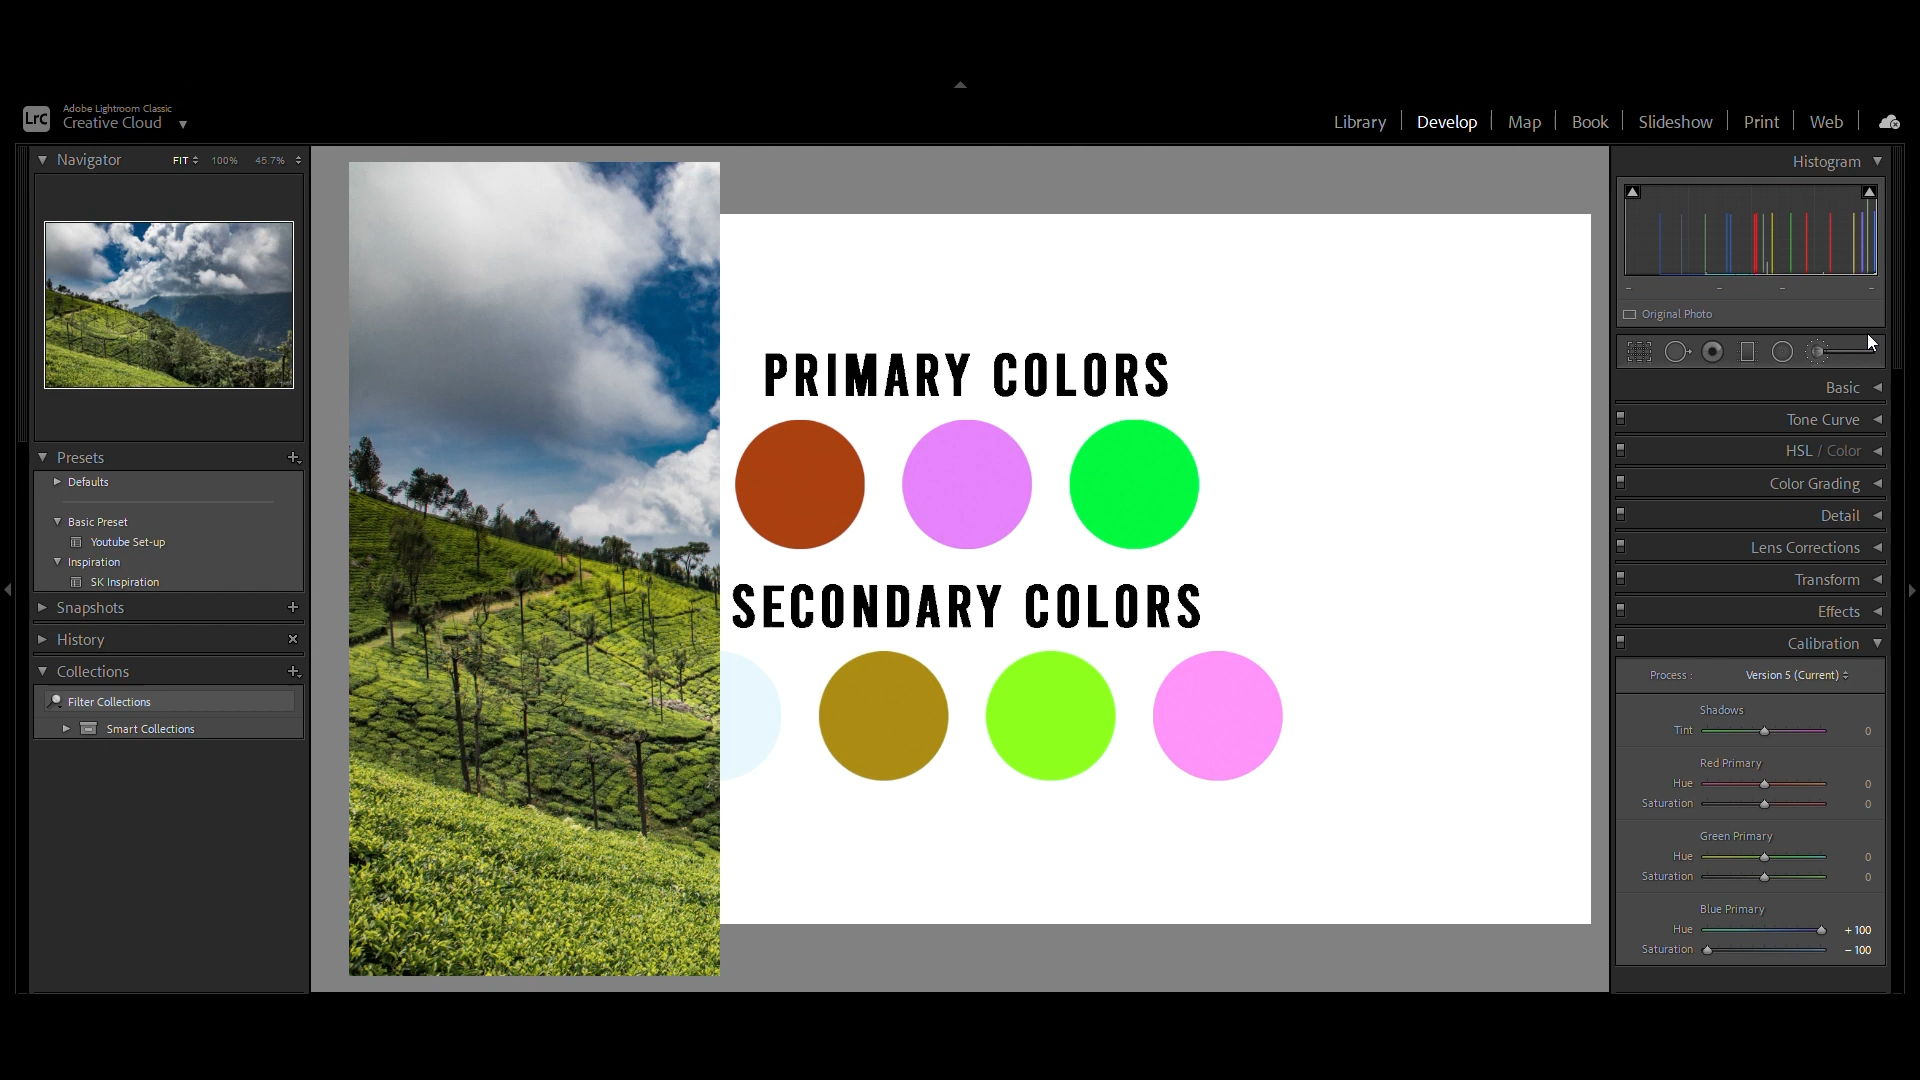 Adobe Lightroom Classic
LrC
Creative Cloud
Library
Develop
Map
Book
Slideshow
Print
Web
Navigator
FIT
100%
45.7%
Presets
Defaults
Basic Preset
Youtube Set-up
Inspiration
SK Inspiration
Snapshots
History
Collections
Filter Collections
Smart Collections
PRIMARY COLORS
SECONDARY COLORS
Histogram
Original Photo
Basic
Tone Curve
HSL / Color
Color Grading
Detail
Lens Corrections
Transform
Effects
Calibration
Process : Version 5 (Current)
Shadows
Tint 0
Red Primary
Hue 0
Saturation 0
Green Primary
Hue 0
Saturation 0
Blue Primary
Hue + 100
Saturation - 100